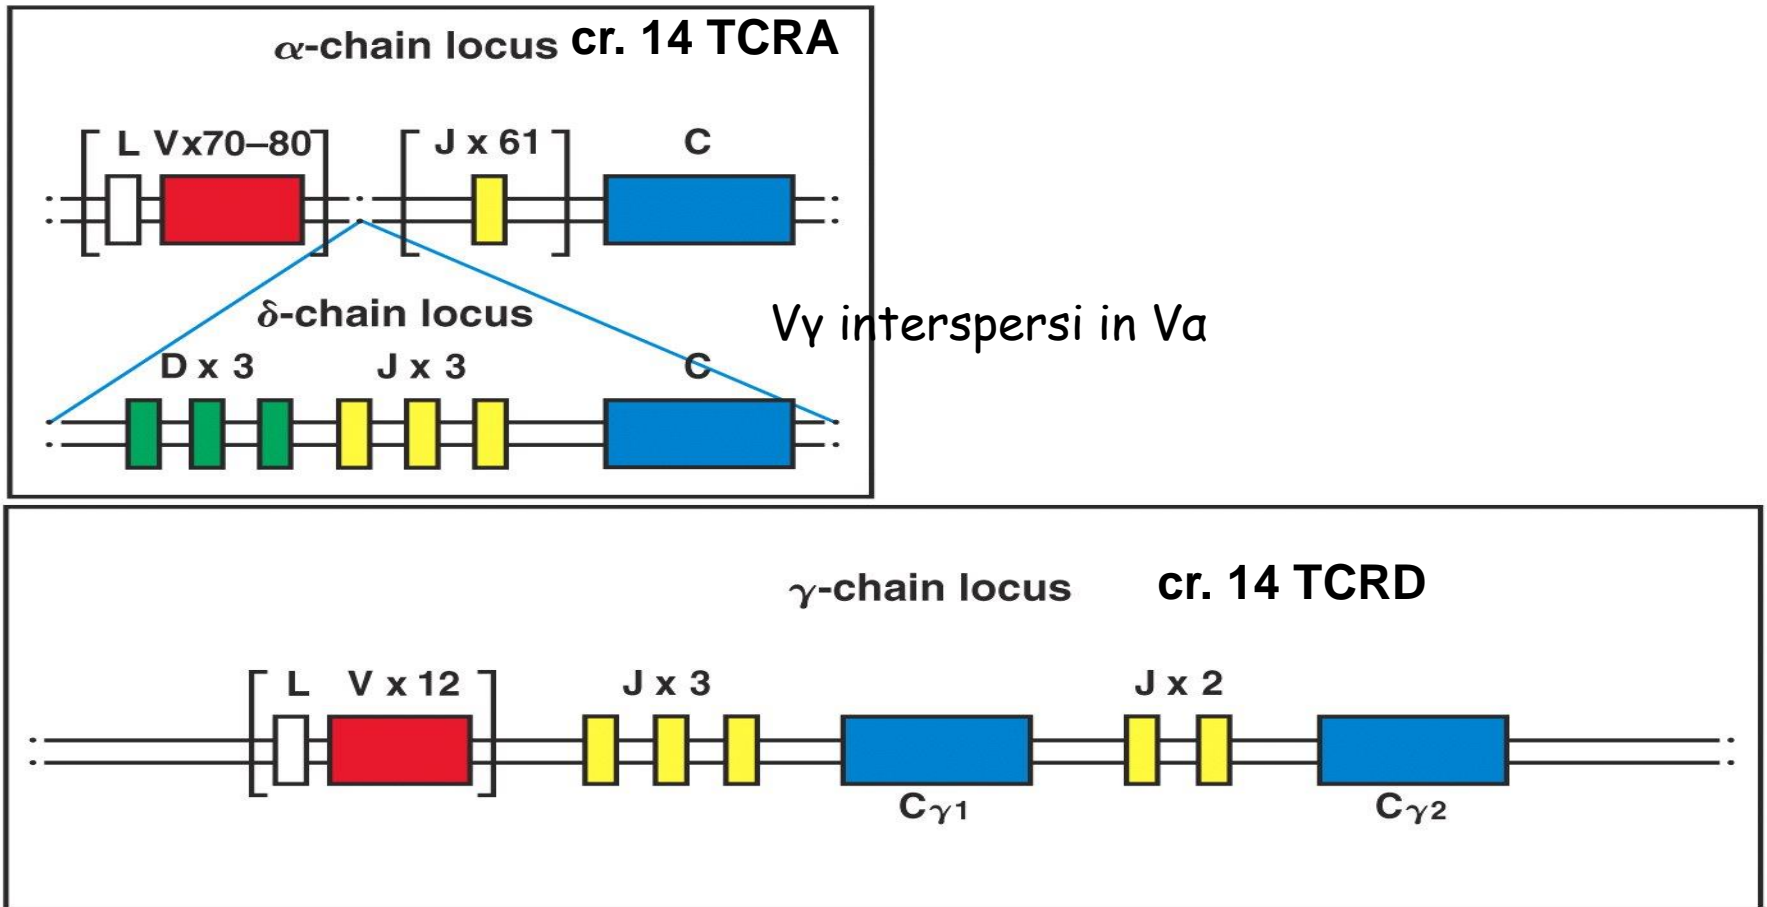 α-chain locus cr. 14 TCRA
L Vx70–80 J x 61 C
δ-chain locus
Vγ interspersi in Vα
D x 3 J x 3 C
γ-chain locus cr. 14 TCRD
L V x 12 J x 3 J x 2
Cγ1 Cγ2